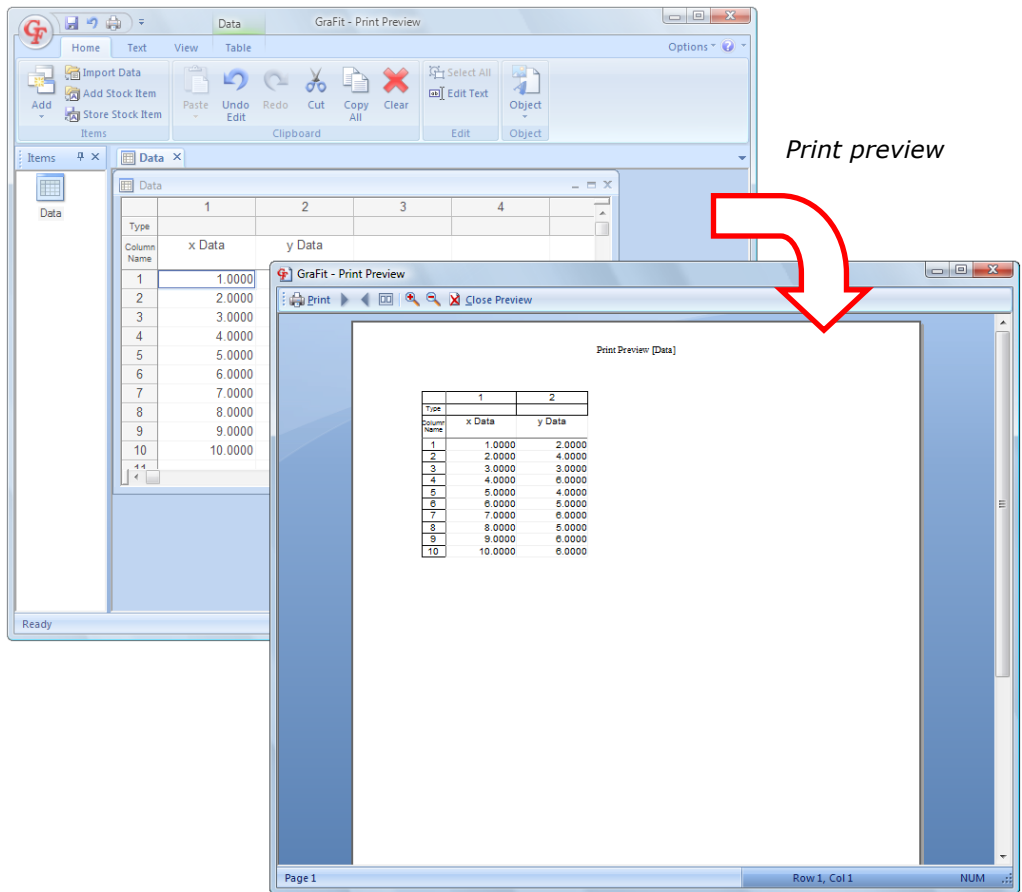 GF
Data
GraFit - Print Preview
Home Text View Table Options
Import Data
Add Stock Item
Store Stock Item
Add
Paste
Undo Edit
Redo
Cut
Copy All
Clear
Select All
Edit Text
Object
Items Clipboard Edit Object
Items
Data
Data
Data
1 2 3 4
Type
Column Name x Data y Data
1 1.0000
2 2.0000
3 3.0000
4 4.0000
5 5.0000
6 6.0000
7 7.0000
8 8.0000
9 9.0000
10 10.0000
11
Ready
Print preview
GraFit - Print Preview
Print Close Preview
Print Preview [Data]
1 2
Type
Column Name x Data y Data
1 1.0000 2.0000
2 2.0000 4.0000
3 3.0000 3.0000
4 4.0000 6.0000
5 5.0000 4.0000
6 6.0000 5.0000
7 7.0000 6.0000
8 8.0000 5.0000
9 9.0000 6.0000
10 10.0000 6.0000
Page 1 Row 1, Col 1 NUM